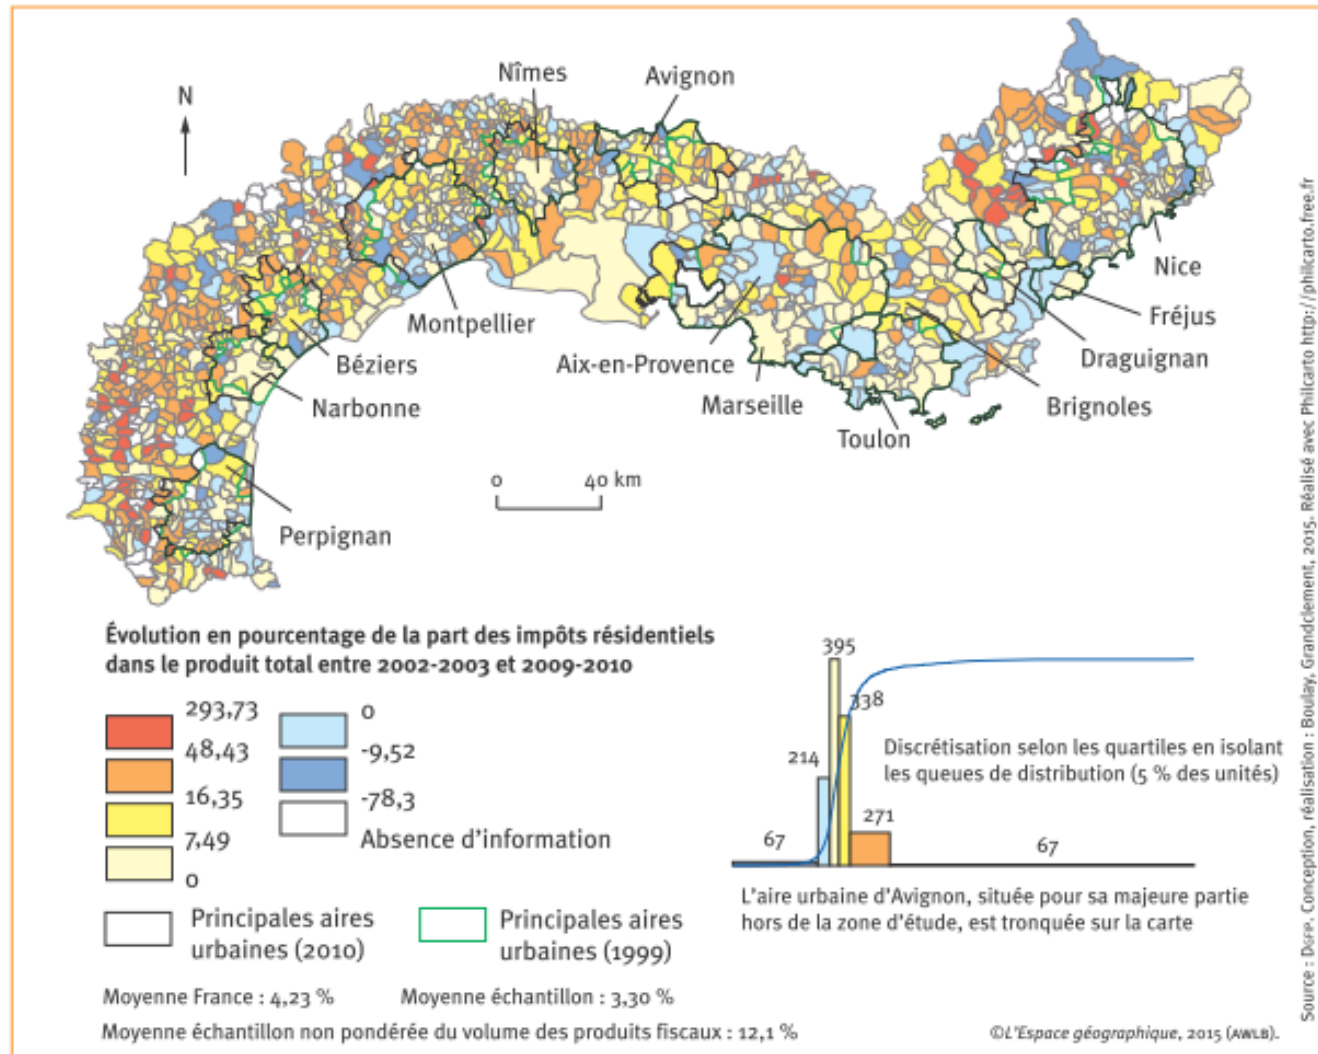 Nîmes
Avignon
N
Nice
Montpellier
Fréjus
Béziers
Aix-en-Provence
Draguignan
Narbonne
Marseille
Brignoles
Toulon
0 40 km
Perpignan
Évolution en pourcentage de la part des impôts résidentiels
dans le produit total entre 2002-2003 et 2009-2010
293,73
48,43
16,35
7,49
0
0
-9,52
-78,3
Absence d'information
Principales aires
urbaines (2010)
Principales aires
urbaines (1999)
395
338
214
271
67
67
Discrétisation selon les quartiles en isolant
les queues de distribution (5 % des unités)
L'aire urbaine d'Avignon, située pour sa majeure partie
hors de la zone d'étude, est tronquée sur la carte
Moyenne France : 4,23 %
Moyenne échantillon : 3,30 %
Moyenne échantillon non pondérée du volume des produits fiscaux : 12,1 %
©L'Espace géographique, 2015 (AWLB).
Source : DGFIP. Conception, réalisation : Boulay, Grandclement, 2015. Réalisé avec Philcarto http://philcarto.free.fr